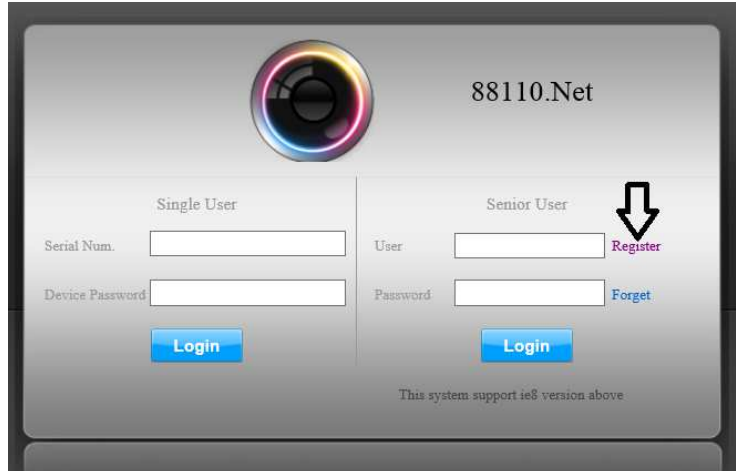 88110.Net
Single User
Serial Num.
Device Password
Login
Senior User
User
Register
Password
Forget
Login
This system support ie8 version above